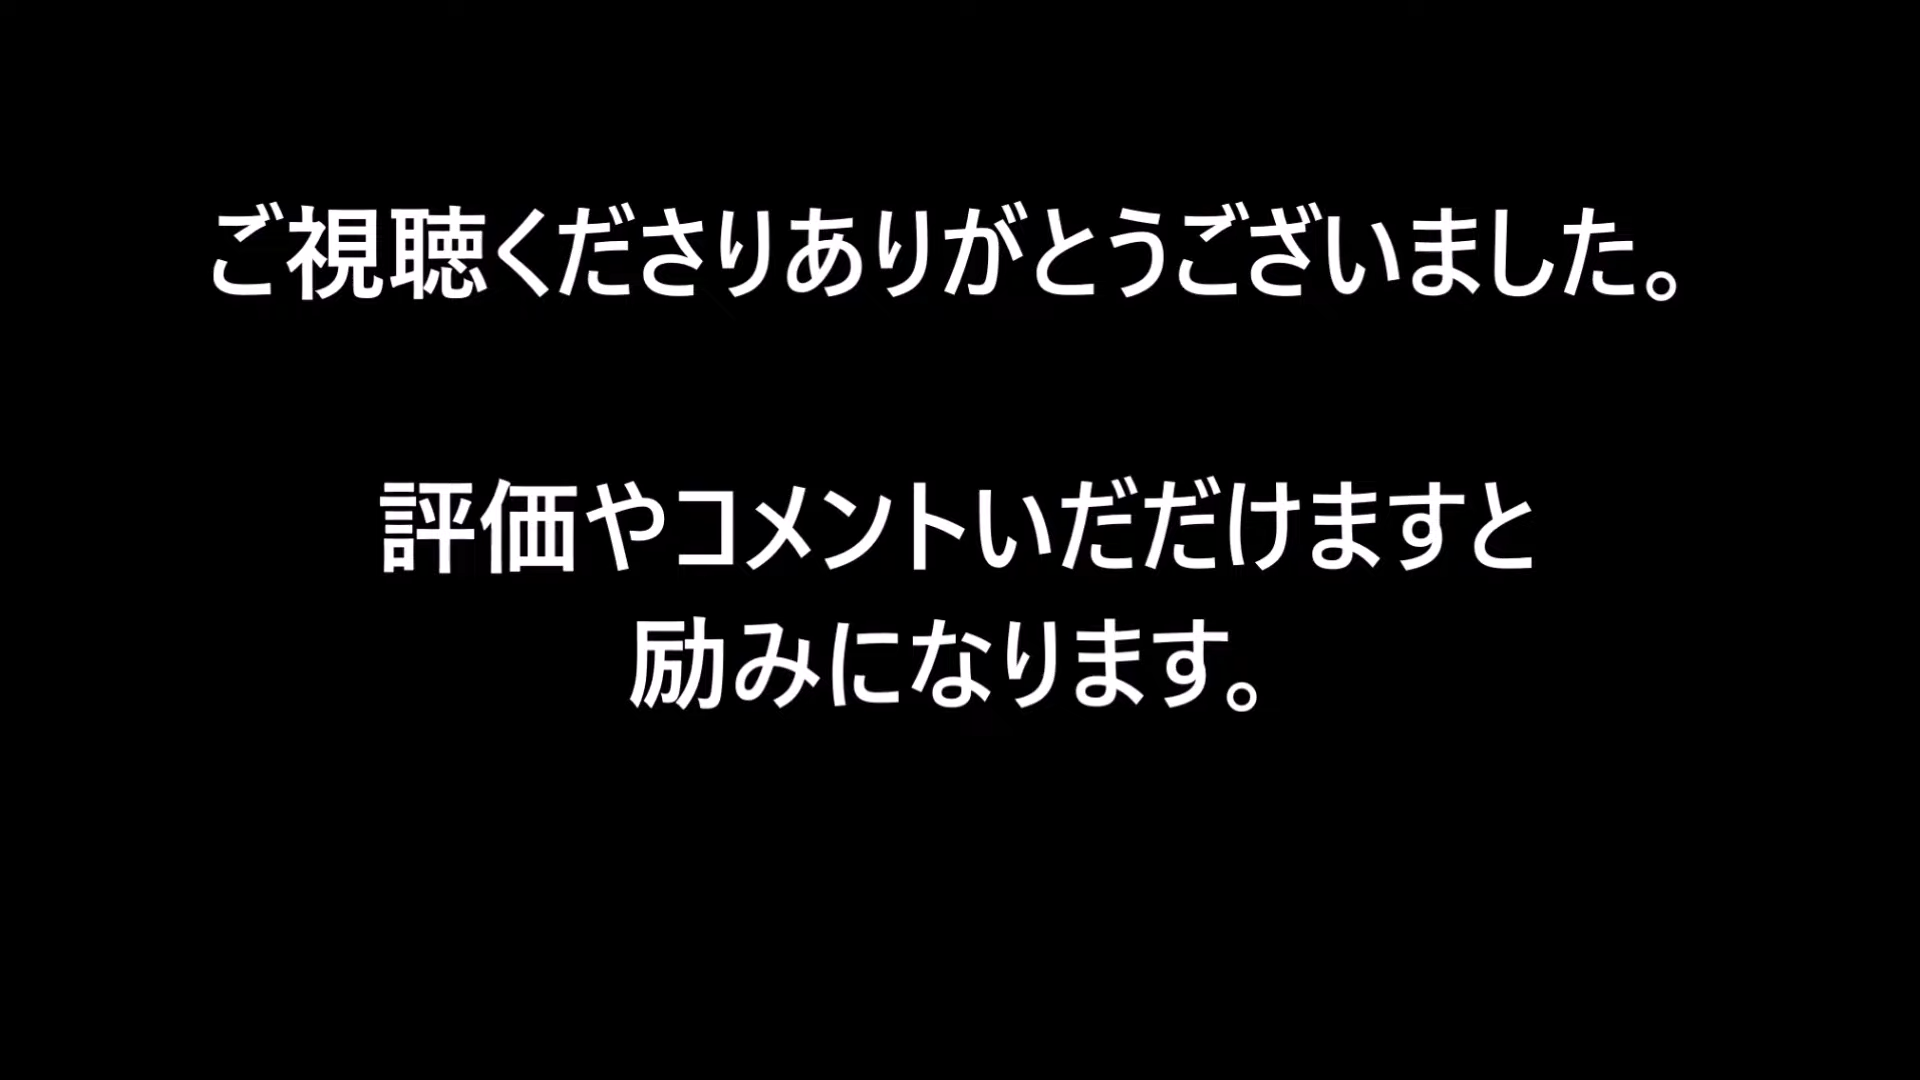 ご視聴くださりありがとうございました。
評価やコメントいだだけますと
励みになります。